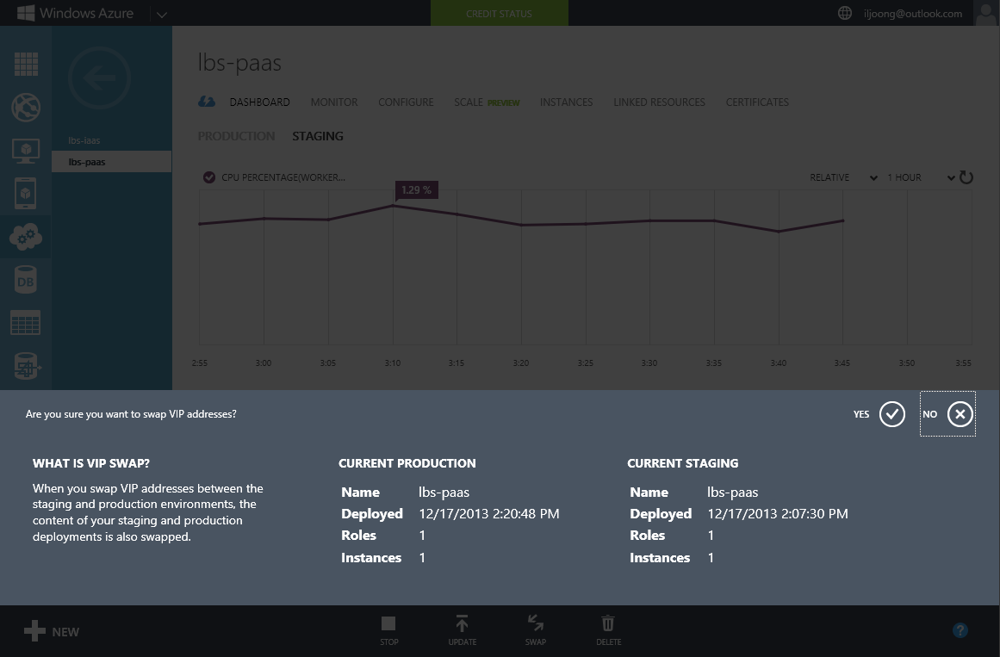 Windows Azure
CREDIT STATUS
iljoong@outlook.com
lbs-paas
DASHBOARD MONITOR CONFIGURE SCALE PREVIEW INSTANCES LINKED RESOURCES CERTIFICATES
PRODUCTION STAGING
lbs-iaas
lbs-paas
CPU PERCENTAGE(WORKER...
RELATIVE 1 HOUR
1.29 %
DB
2:55 3:00 3:05 3:10 3:15 3:20 3:25 3:30 3:35 3:40 3:45 3:50 3:55
Are you sure you want to swap VIP addresses?
YES NO
WHAT IS VIP SWAP?
When you swap VIP addresses between the
staging and production environments, the
content of your staging and production
deployments is also swapped.
CURRENT PRODUCTION
Name lbs-paas
Deployed 12/17/2013 2:20:48 PM
Roles 1
Instances 1
CURRENT STAGING
Name lbs-paas
Deployed 12/17/2013 2:07:30 PM
Roles 1
Instances 1
NEW
STOP UPDATE SWAP DELETE
?